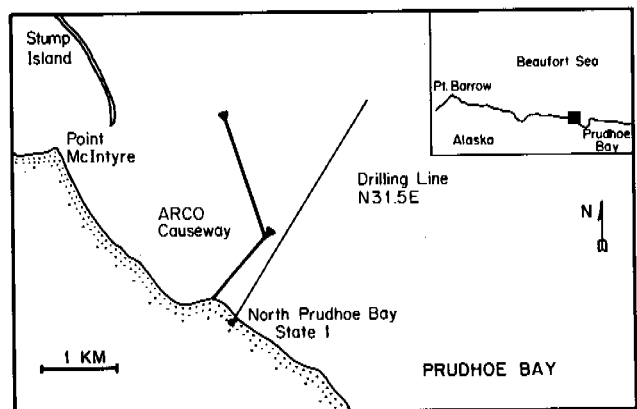 Stump
Island
Point
McIntyre
ARCO
Causeway
Drilling Line
N31.5E
North Prudhoe Bay
State 1
1 KM
PRUDHOE BAY
N
Beaufort Sea
Pt. Barrow
Alaska
Prudhoe
Bay